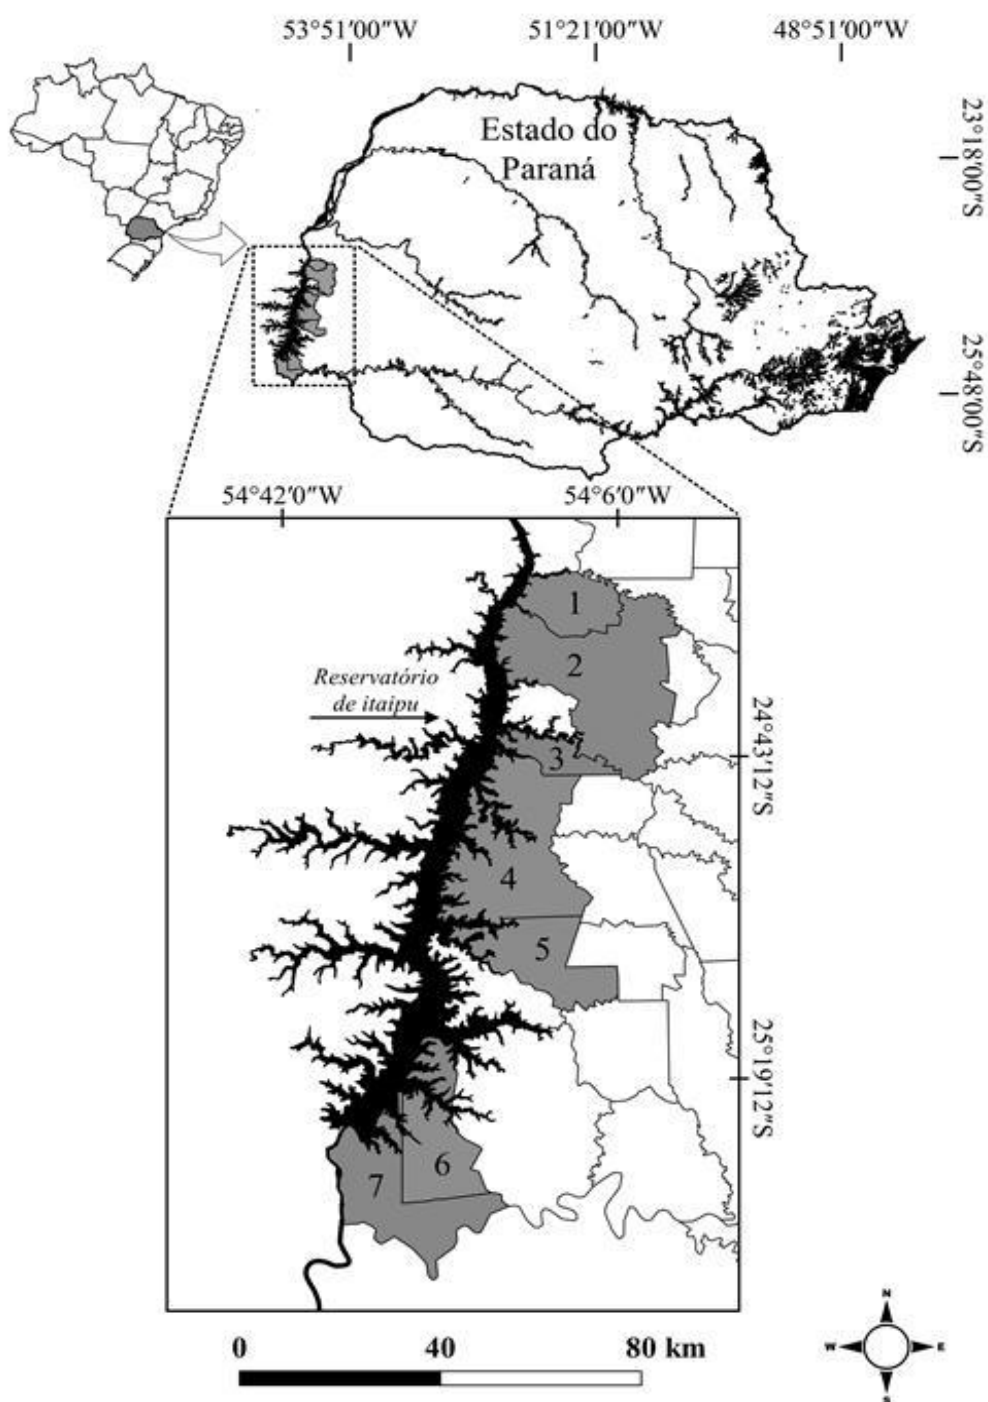 53°51′00″W
51°21′00″W
48°51′00″W
Estado do
Paraná
23°18′00″S
25°48′00″S
54°42′0″W
54°6′0″W
1
2
Reservatório
de itaipu
24°43′12″S
3
4
5
25°19′12″S
6
7
0
40
80 km
N
W
E
S